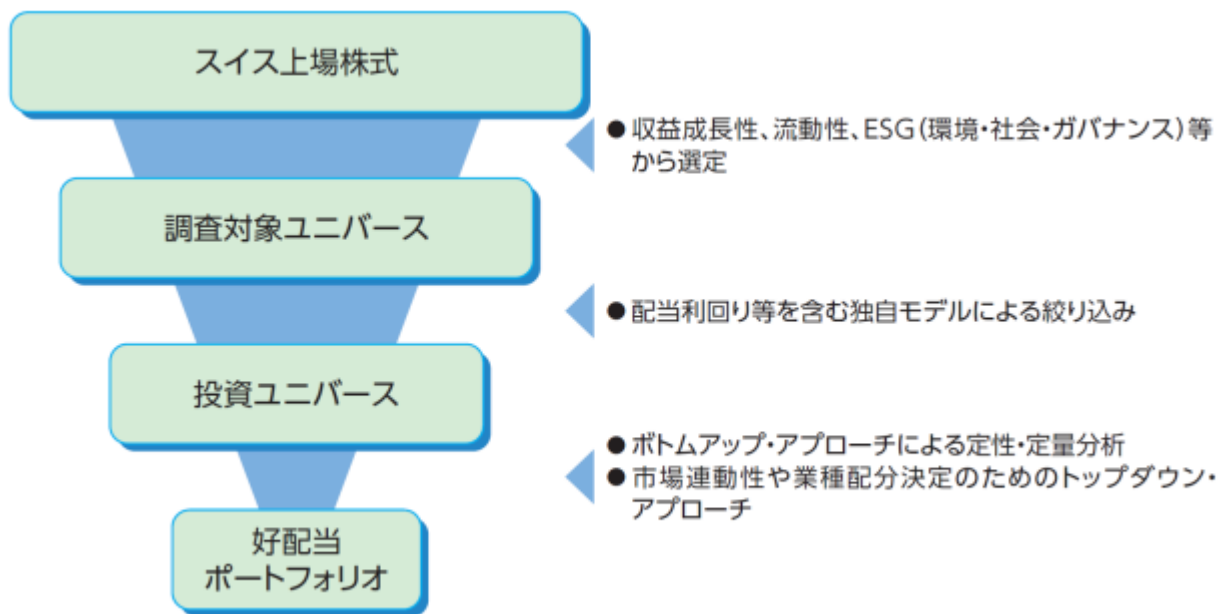 スイス上場株式
● 収益成長性、流動性、ESG(環境・社会・ガバナンス)等
から選定
調査対象ユニバース
● 配当利回り等を含む独自モデルによる絞り込み
投資ユニバース
● ボトムアップ・アプローチによる定性・定量分析
● 市場連動性や業種配分決定のためのトップダウン・
アプローチ
好配当
ポートフォリオ